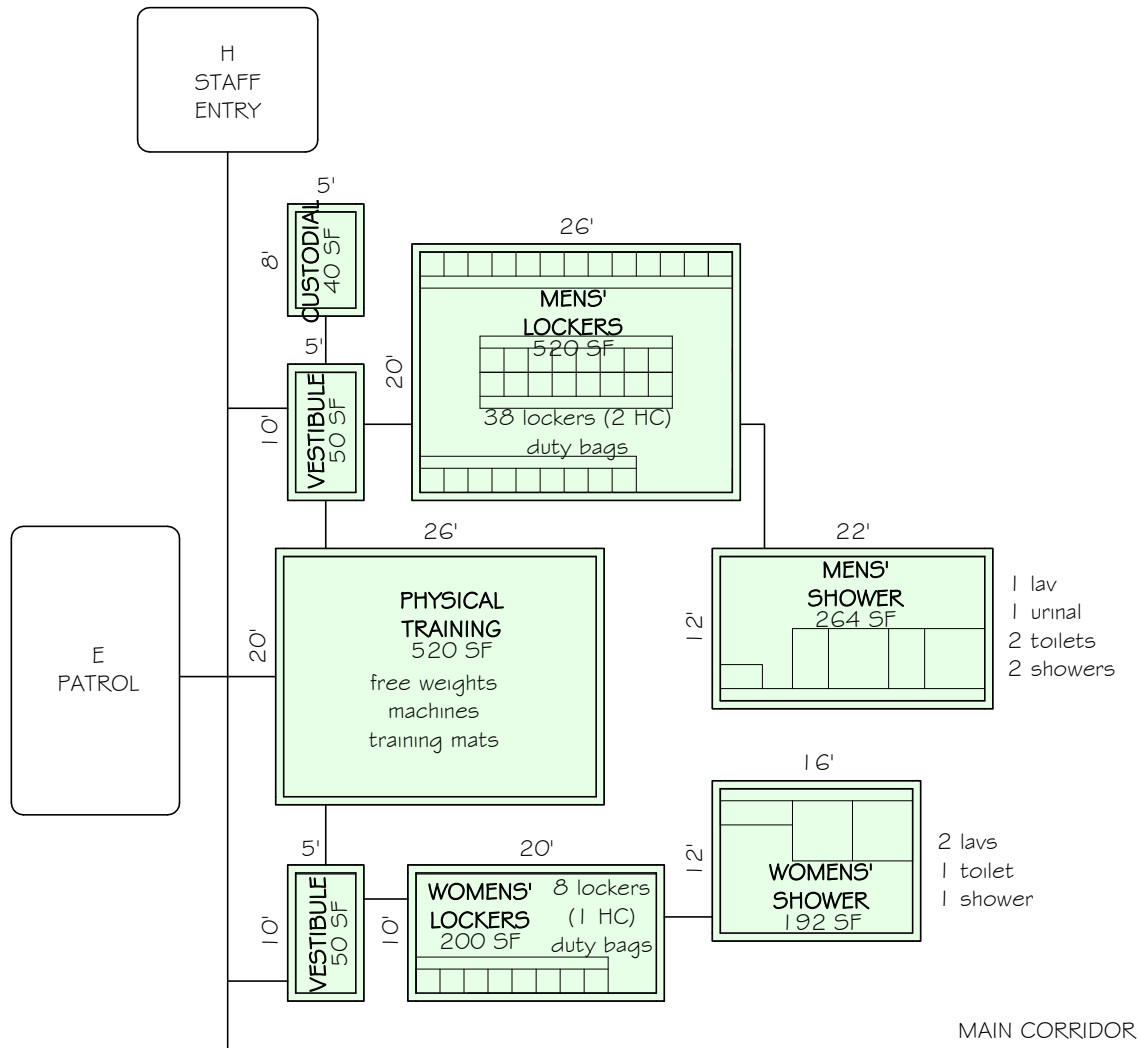 H
STAFF
ENTRY
5'
8'
CUSTODIAL
40 SF
5'
10'
VESTIBULE
50 SF
26'
20'
MENS'
LOCKERS
520 SF
38 lockers (2 HC)
duty bags
E
PATROL
26'
20'
PHYSICAL
TRAINING
520 SF
free weights
machines
training mats
22'
12'
MENS'
SHOWER
264 SF
1 lav
1 urinal
2 toilets
2 showers
5'
10'
VESTIBULE
50 SF
20'
10'
WOMENS'
LOCKERS
200 SF
8 lockers
(1 HC)
duty bags
16'
12'
WOMENS'
SHOWER
192 SF
2 lavs
1 toilet
1 shower
MAIN CORRIDOR